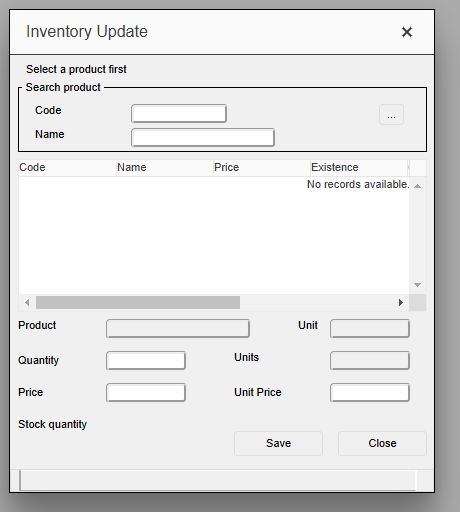 Inventory Update
Select a product first
Search product
Code
...
Name
Code Name Price Existence
No records available.
Product Unit
Quantity Units
Price Unit Price
Stock quantity
Save Close